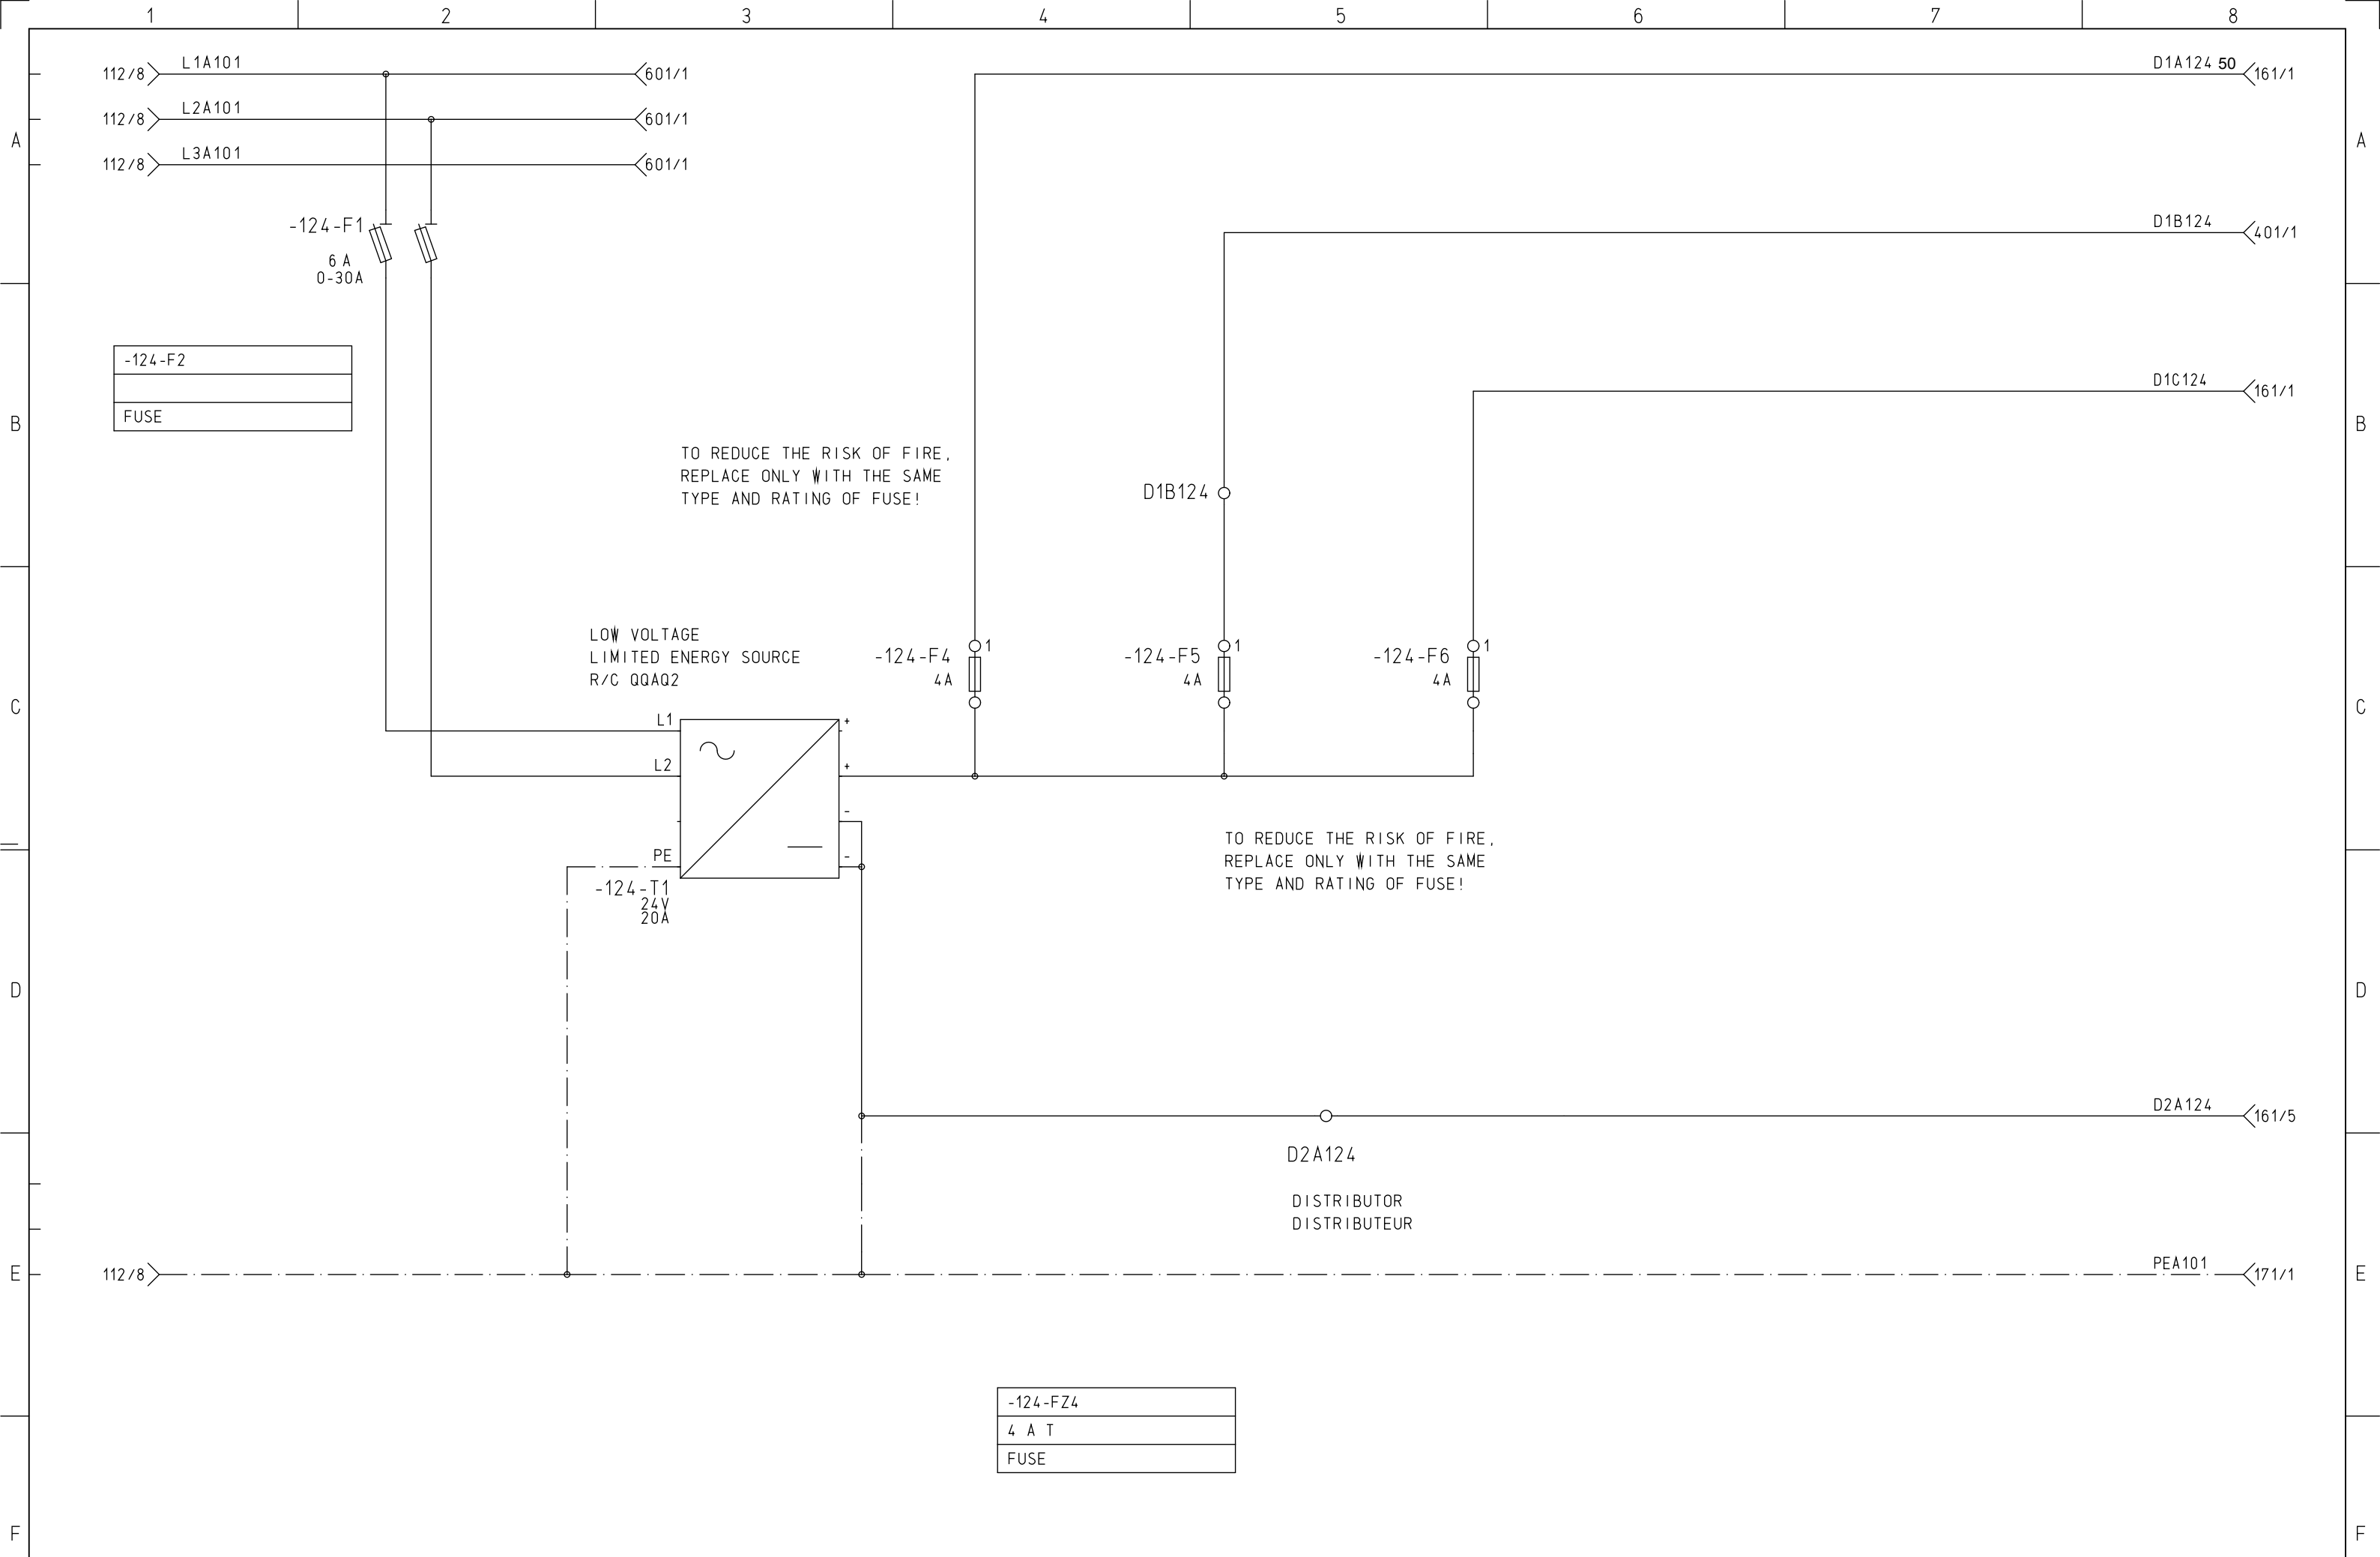 1 2 3 4 5 6 7 8
112/8 L1A101 601/1 D1A124 50 161/1
112/8 L2A101 601/1
A A
112/8 L3A101 601/1
-124-F1 D1B124 401/1
6 A
0-30A
-124-F2
D1C124 161/1
FUSE
B B
TO REDUCE THE RISK OF FIRE,
REPLACE ONLY WITH THE SAME
TYPE AND RATING OF FUSE!
D1B124
LOW VOLTAGE
LIMITED ENERGY SOURCE
R/C QQAQ2
1 1 1
-124-F4 -124-F5 -124-F6
4A 4A 4A
C C
L1 +
L2 +
-
PE -
-124-T1
24V
20A
TO REDUCE THE RISK OF FIRE,
REPLACE ONLY WITH THE SAME
TYPE AND RATING OF FUSE!
D D
D2A124 161/5
D2A124
DISTRIBUTOR
DISTRIBUTEUR
E 112/8 PEA101 171/1 E
-124-FZ4
4 A T
FUSE
F F